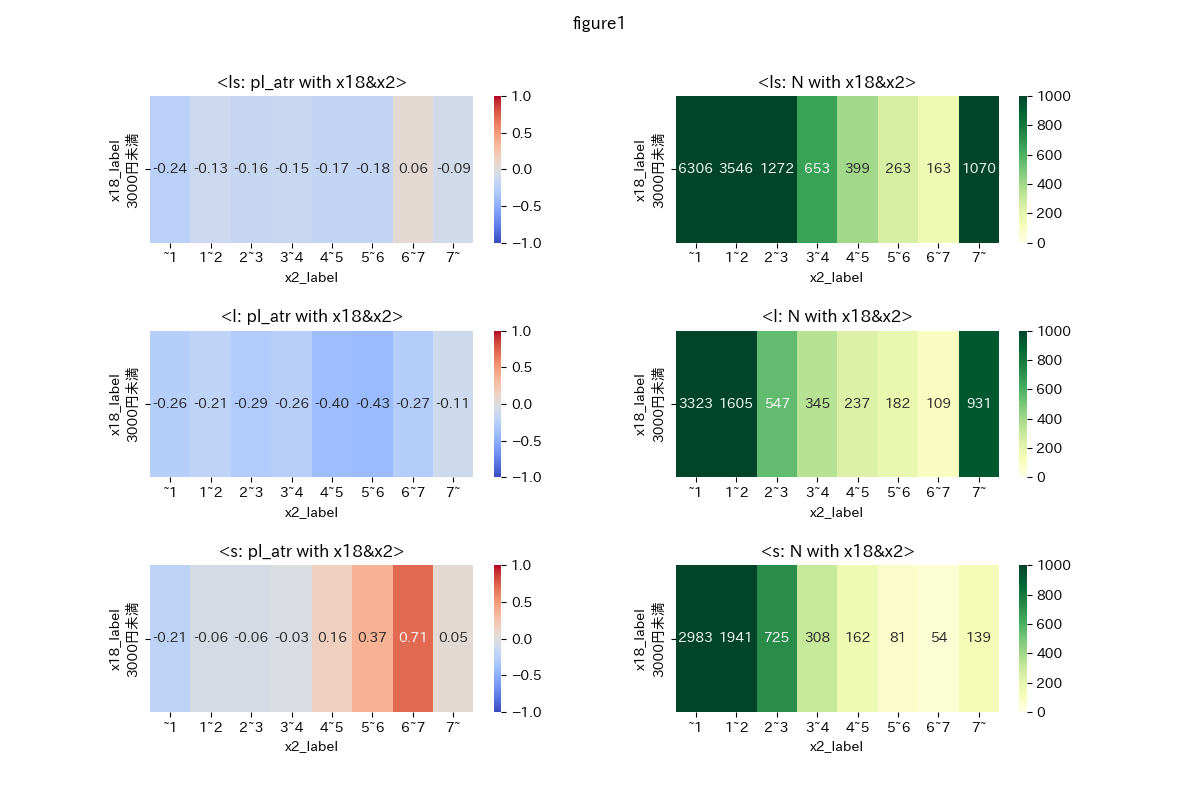 figure1
<ls: pl_atr with x18&x2>
x18_label
3000円未満
-0.24 -0.13 -0.16 -0.15 -0.17 -0.18 0.06 -0.09
~1 1~2 2~3 3~4 4~5 5~6 6~7 7~
x2_label
1.0
0.5
0.0
−0.5
−1.0
<ls: N with x18&x2>
x18_label
3000円未満
6306 3546 1272 653 399 263 163 1070
~1 1~2 2~3 3~4 4~5 5~6 6~7 7~
x2_label
1000
800
600
400
200
0
<l: pl_atr with x18&x2>
x18_label
3000円未満
-0.26 -0.21 -0.29 -0.26 -0.40 -0.43 -0.27 -0.11
~1 1~2 2~3 3~4 4~5 5~6 6~7 7~
x2_label
1.0
0.5
0.0
−0.5
−1.0
<l: N with x18&x2>
x18_label
3000円未満
3323 1605 547 345 237 182 109 931
~1 1~2 2~3 3~4 4~5 5~6 6~7 7~
x2_label
1000
800
600
400
200
0
<s: pl_atr with x18&x2>
x18_label
3000円未満
-0.21 -0.06 -0.06 -0.03 0.16 0.37 0.71 0.05
~1 1~2 2~3 3~4 4~5 5~6 6~7 7~
x2_label
1.0
0.5
0.0
−0.5
−1.0
<s: N with x18&x2>
x18_label
3000円未満
2983 1941 725 308 162 81 54 139
~1 1~2 2~3 3~4 4~5 5~6 6~7 7~
x2_label
1000
800
600
400
200
0